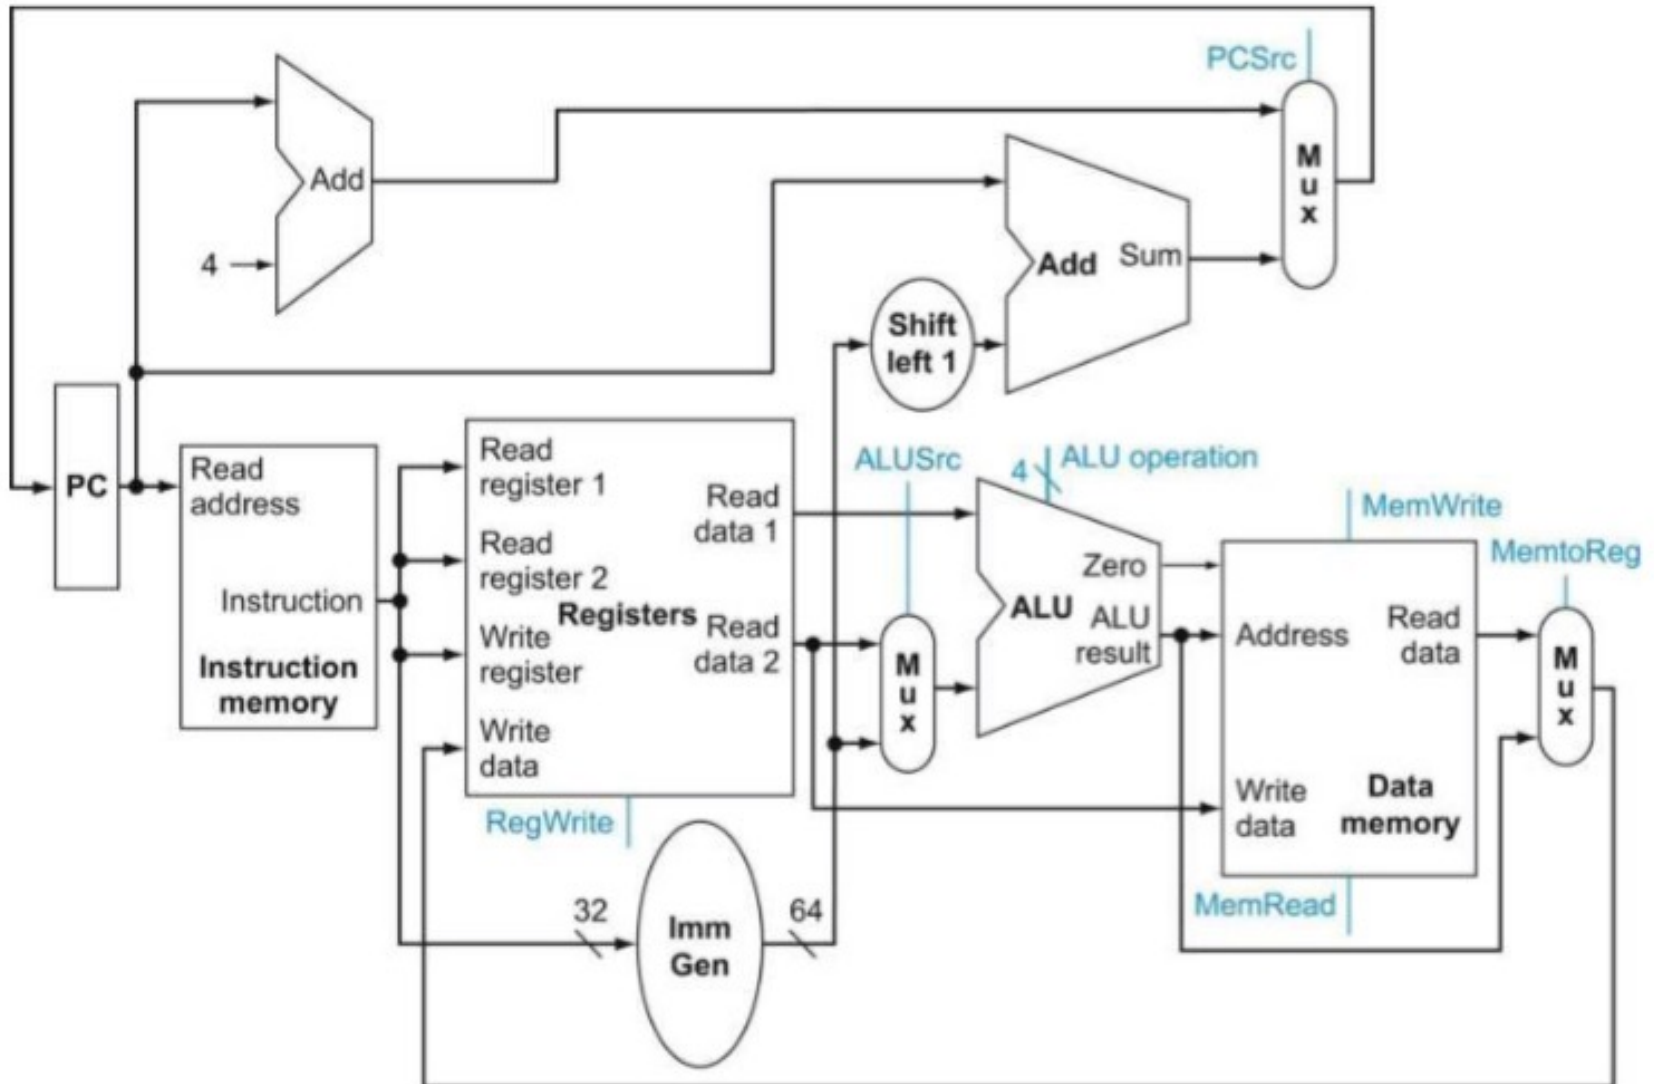 PCSrc
M
u
x
Add
4
Add Sum
Shift
left 1
PC
Read
address
Instruction
Instruction
memory
Read
register 1
Read
register 2
Write
register
Write
data
Registers
Read
data 1
Read
data 2
RegWrite
ALUSrc
M
u
x
4
ALU operation
Zero
ALU
ALU
result
MemWrite
Address
Read
data
Write
data
Data
memory
MemRead
MemtoReg
M
u
x
32
Imm
Gen
64